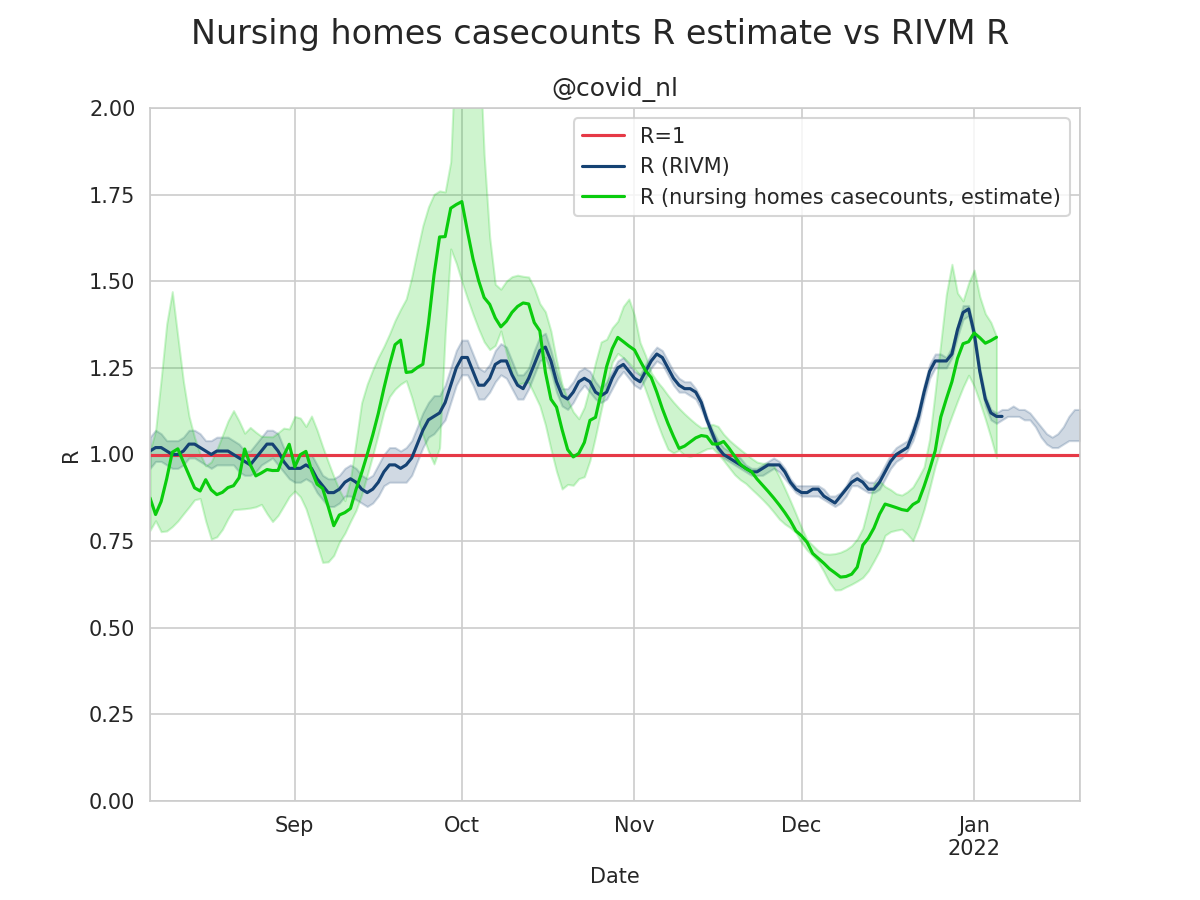 Nursing homes casecounts R estimate vs RIVM R
@covid_nl
R=1
R (RIVM)
R (nursing homes casecounts, estimate)
2.00
1.75
1.50
1.25
1.00
0.75
0.50
0.25
0.00
R
Sep
Oct
Nov
Dec
Jan
2022
Date